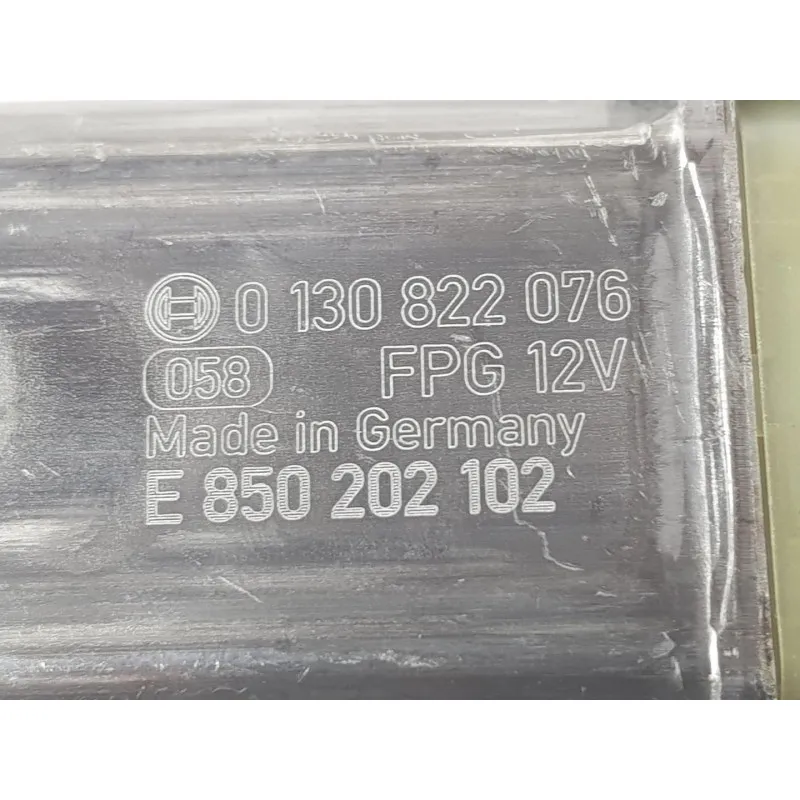 0 130 822 076
058 FPG 12V
Made in Germany
E 850 202 102